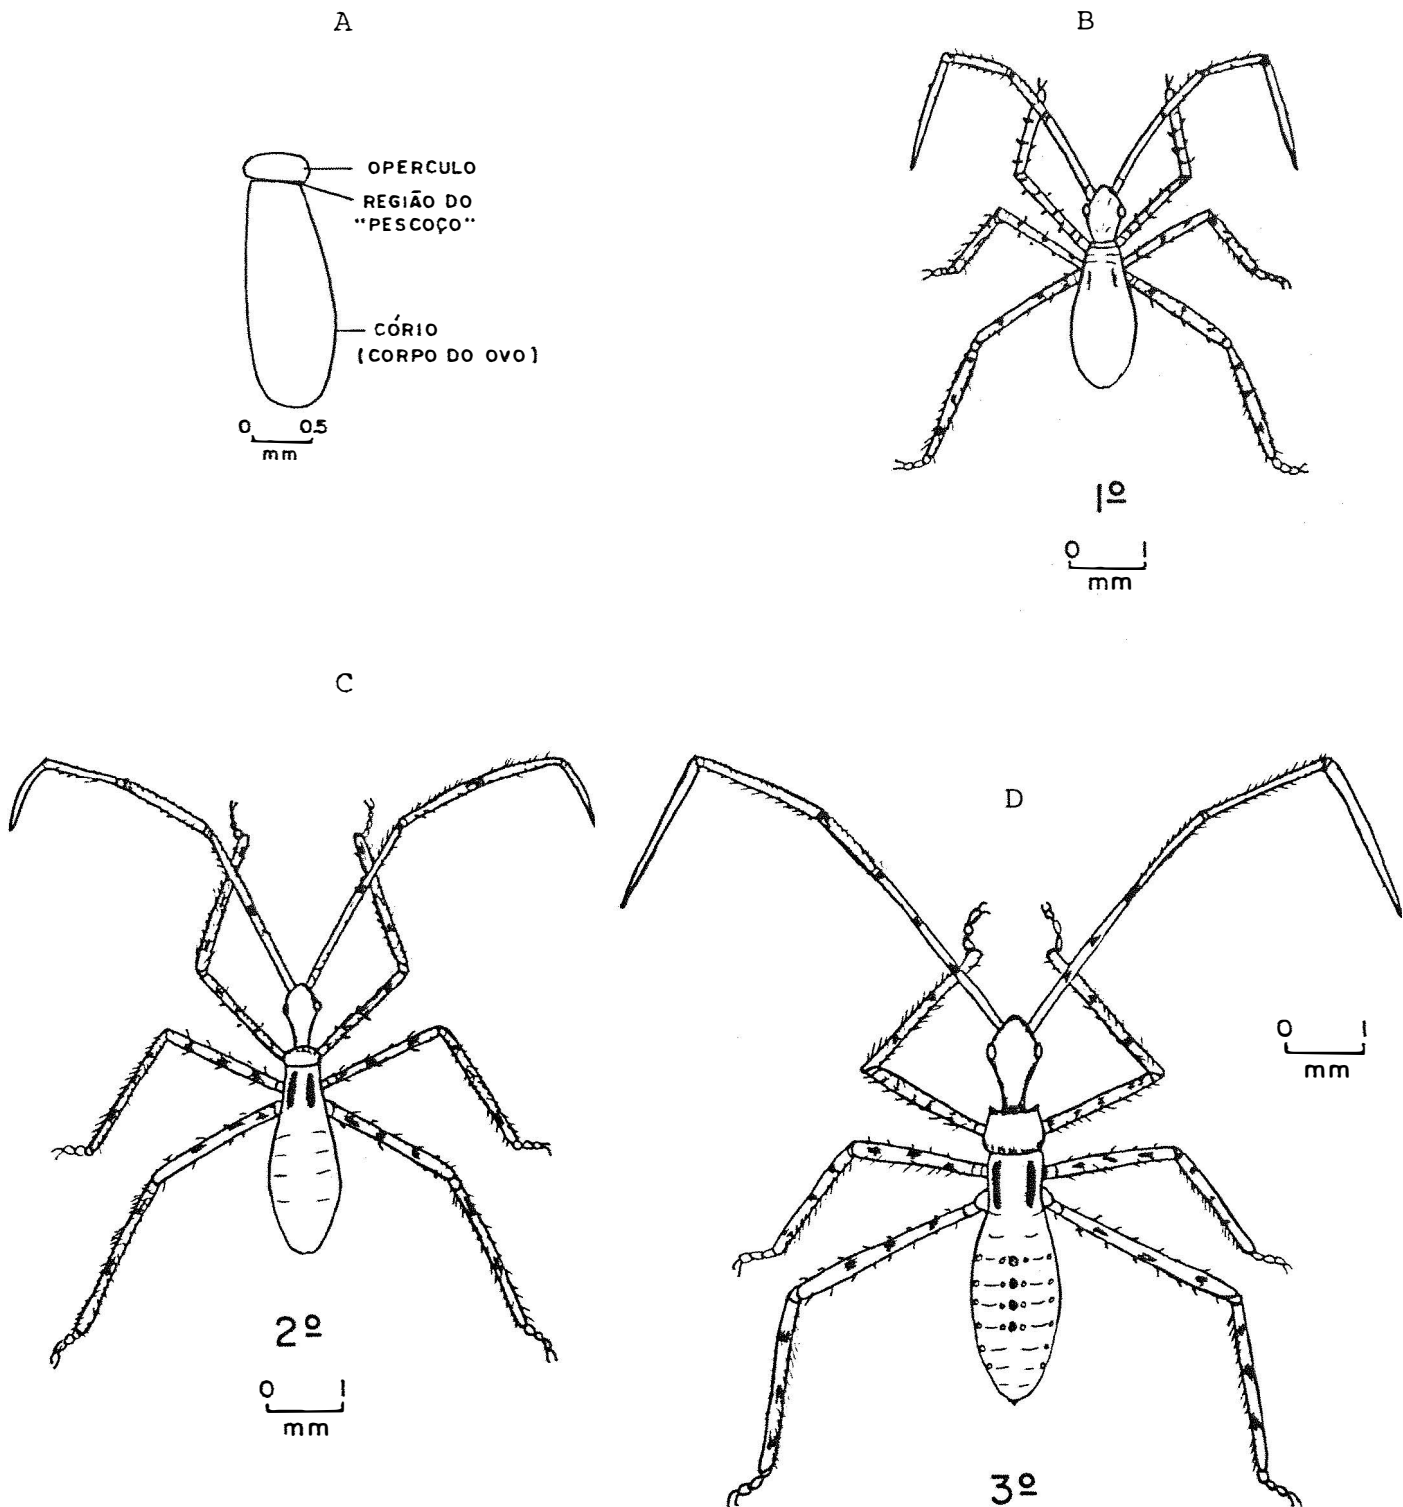 A
OPERCULO
REGIÃO DO
"PESCOÇO"
CÓRIO
(CORPO DO OVO)
0 0.5
mm
B
1º
0 1
mm
C
2º
0 1
mm
D
0 1
mm
3º